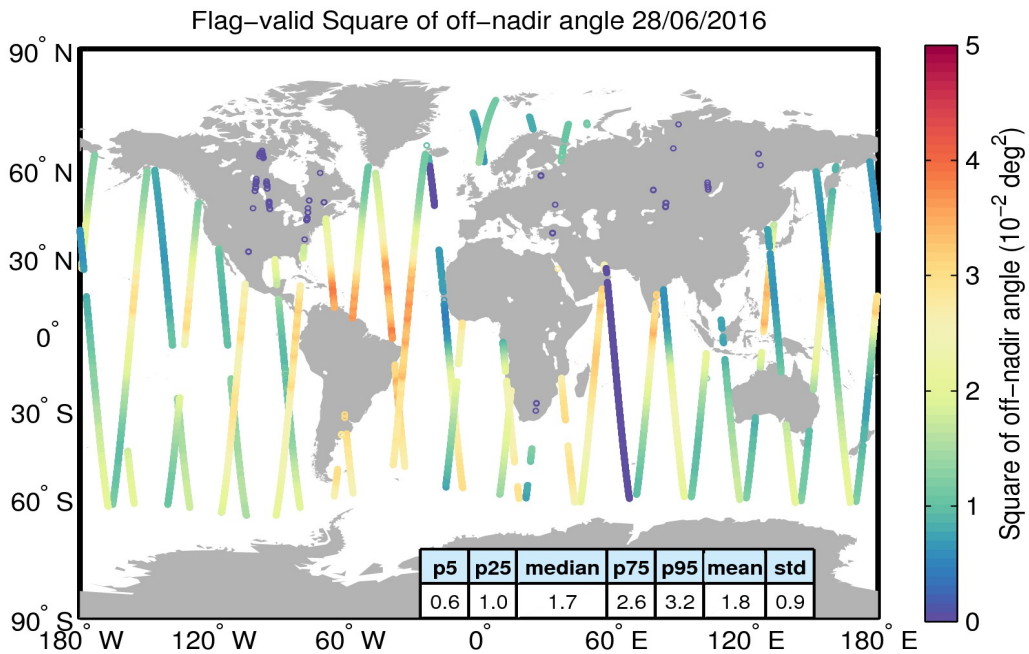 Flag−valid Square of off−nadir angle 28/06/2016
90° N
60° N
30° N
0°
30° S
60° S
90° S
180° W
120° W
60° W
0°
60° E
120° E
180° E
p5 p25 median p75 p95 mean std
0.6 1.0 1.7 2.6 3.2 1.8 0.9
5
4
3
2
1
0
Square of off−nadir angle (10⁻² deg²)